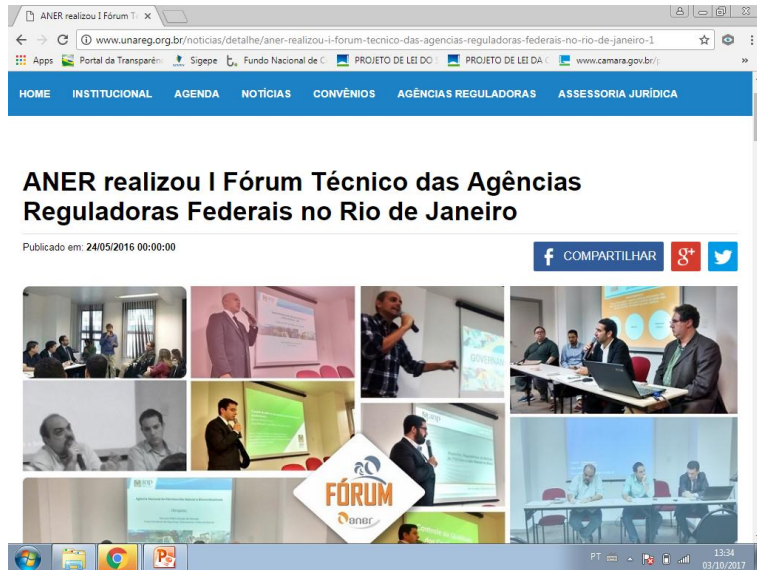 ANER realizou I Fórum T
www.unareg.org.br/noticias/detalhe/aner-realizou-i-forum-tecnico-das-agencias-reguladoras-federais-no-rio-de-janeiro-1
Apps Portal da Transparên Sigepe Fundo Nacional de C PROJETO DE LEI DO PROJETO DE LEI DA C www.camara.gov.br/p »
HOME INSTITUCIONAL AGENDA NOTÍCIAS CONVÊNIOS AGÊNCIAS REGULADORAS ASSESSORIA JURÍDICA
ANER realizou I Fórum Técnico das Agências
Reguladoras Federais no Rio de Janeiro
Publicado em: 24/05/2016 00:00:00
f COMPARTILHAR g+
GOVERNAN
anp
anp
FÓRUM
aner
PT 13:34
03/10/2017